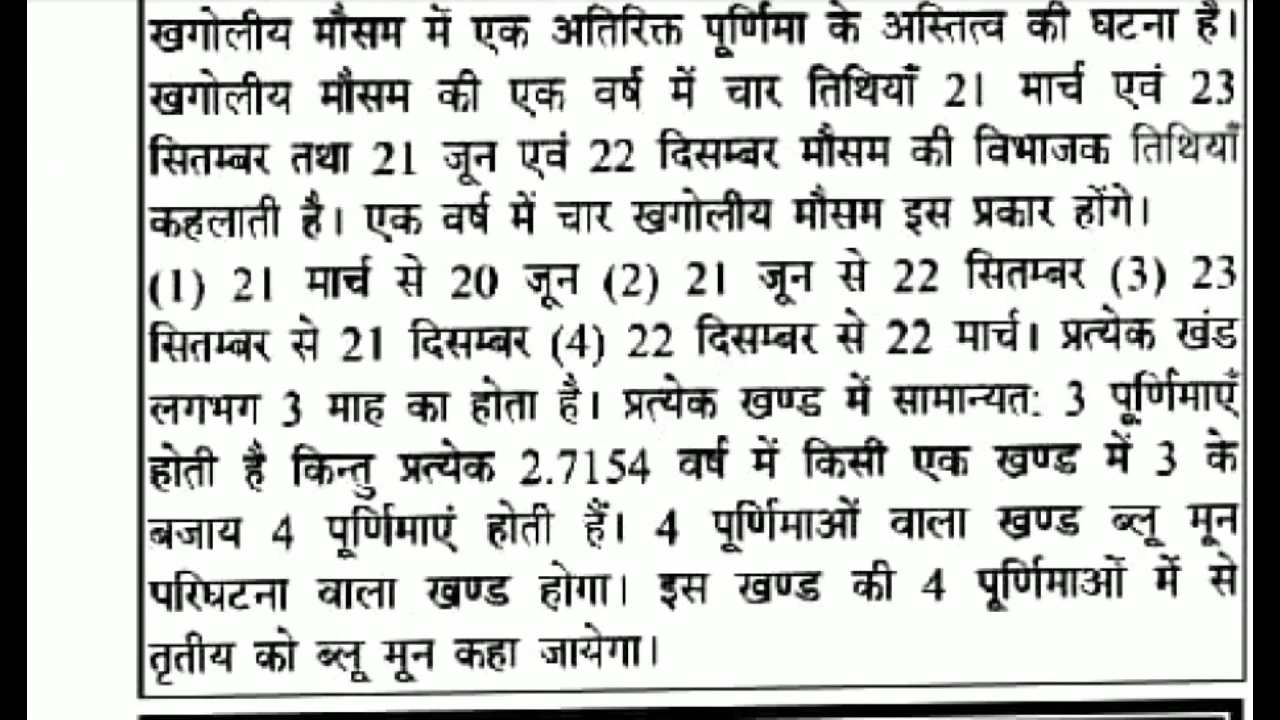 खगोलीय मौसम में एक अतिरिक्त पूर्णिमा के अस्तित्व की घटना है।
खगोलीय मौसम की एक वर्ष में चार तिथियाँ 21 मार्च एवं 23
सितम्बर तथा 21 जून एवं 22 दिसम्बर मौसम की विभाजक तिथियाँ
कहलाती है। एक वर्ष में चार खगोलीय मौसम इस प्रकार होंगे।
(1) 21 मार्च से 20 जून (2) 21 जून से 22 सितम्बर (3) 23
सितम्बर से 21 दिसम्बर (4) 22 दिसम्बर से 22 मार्च। प्रत्येक खंड
लगभग 3 माह का होता है। प्रत्येक खण्ड में सामान्यत: 3 पूर्णिमाएँ
होती है किन्तु प्रत्येक 2.7154 वर्ष में किसी एक खण्ड में 3 के
बजाय 4 पूर्णिमाएं होती हैं। 4 पूर्णिमाओं वाला खण्ड ब्लू मून
परिघटना वाला खण्ड होगा। इस खण्ड की 4 पूर्णिमाओं में से
तृतीय को ब्लू मून कहा जायेगा।